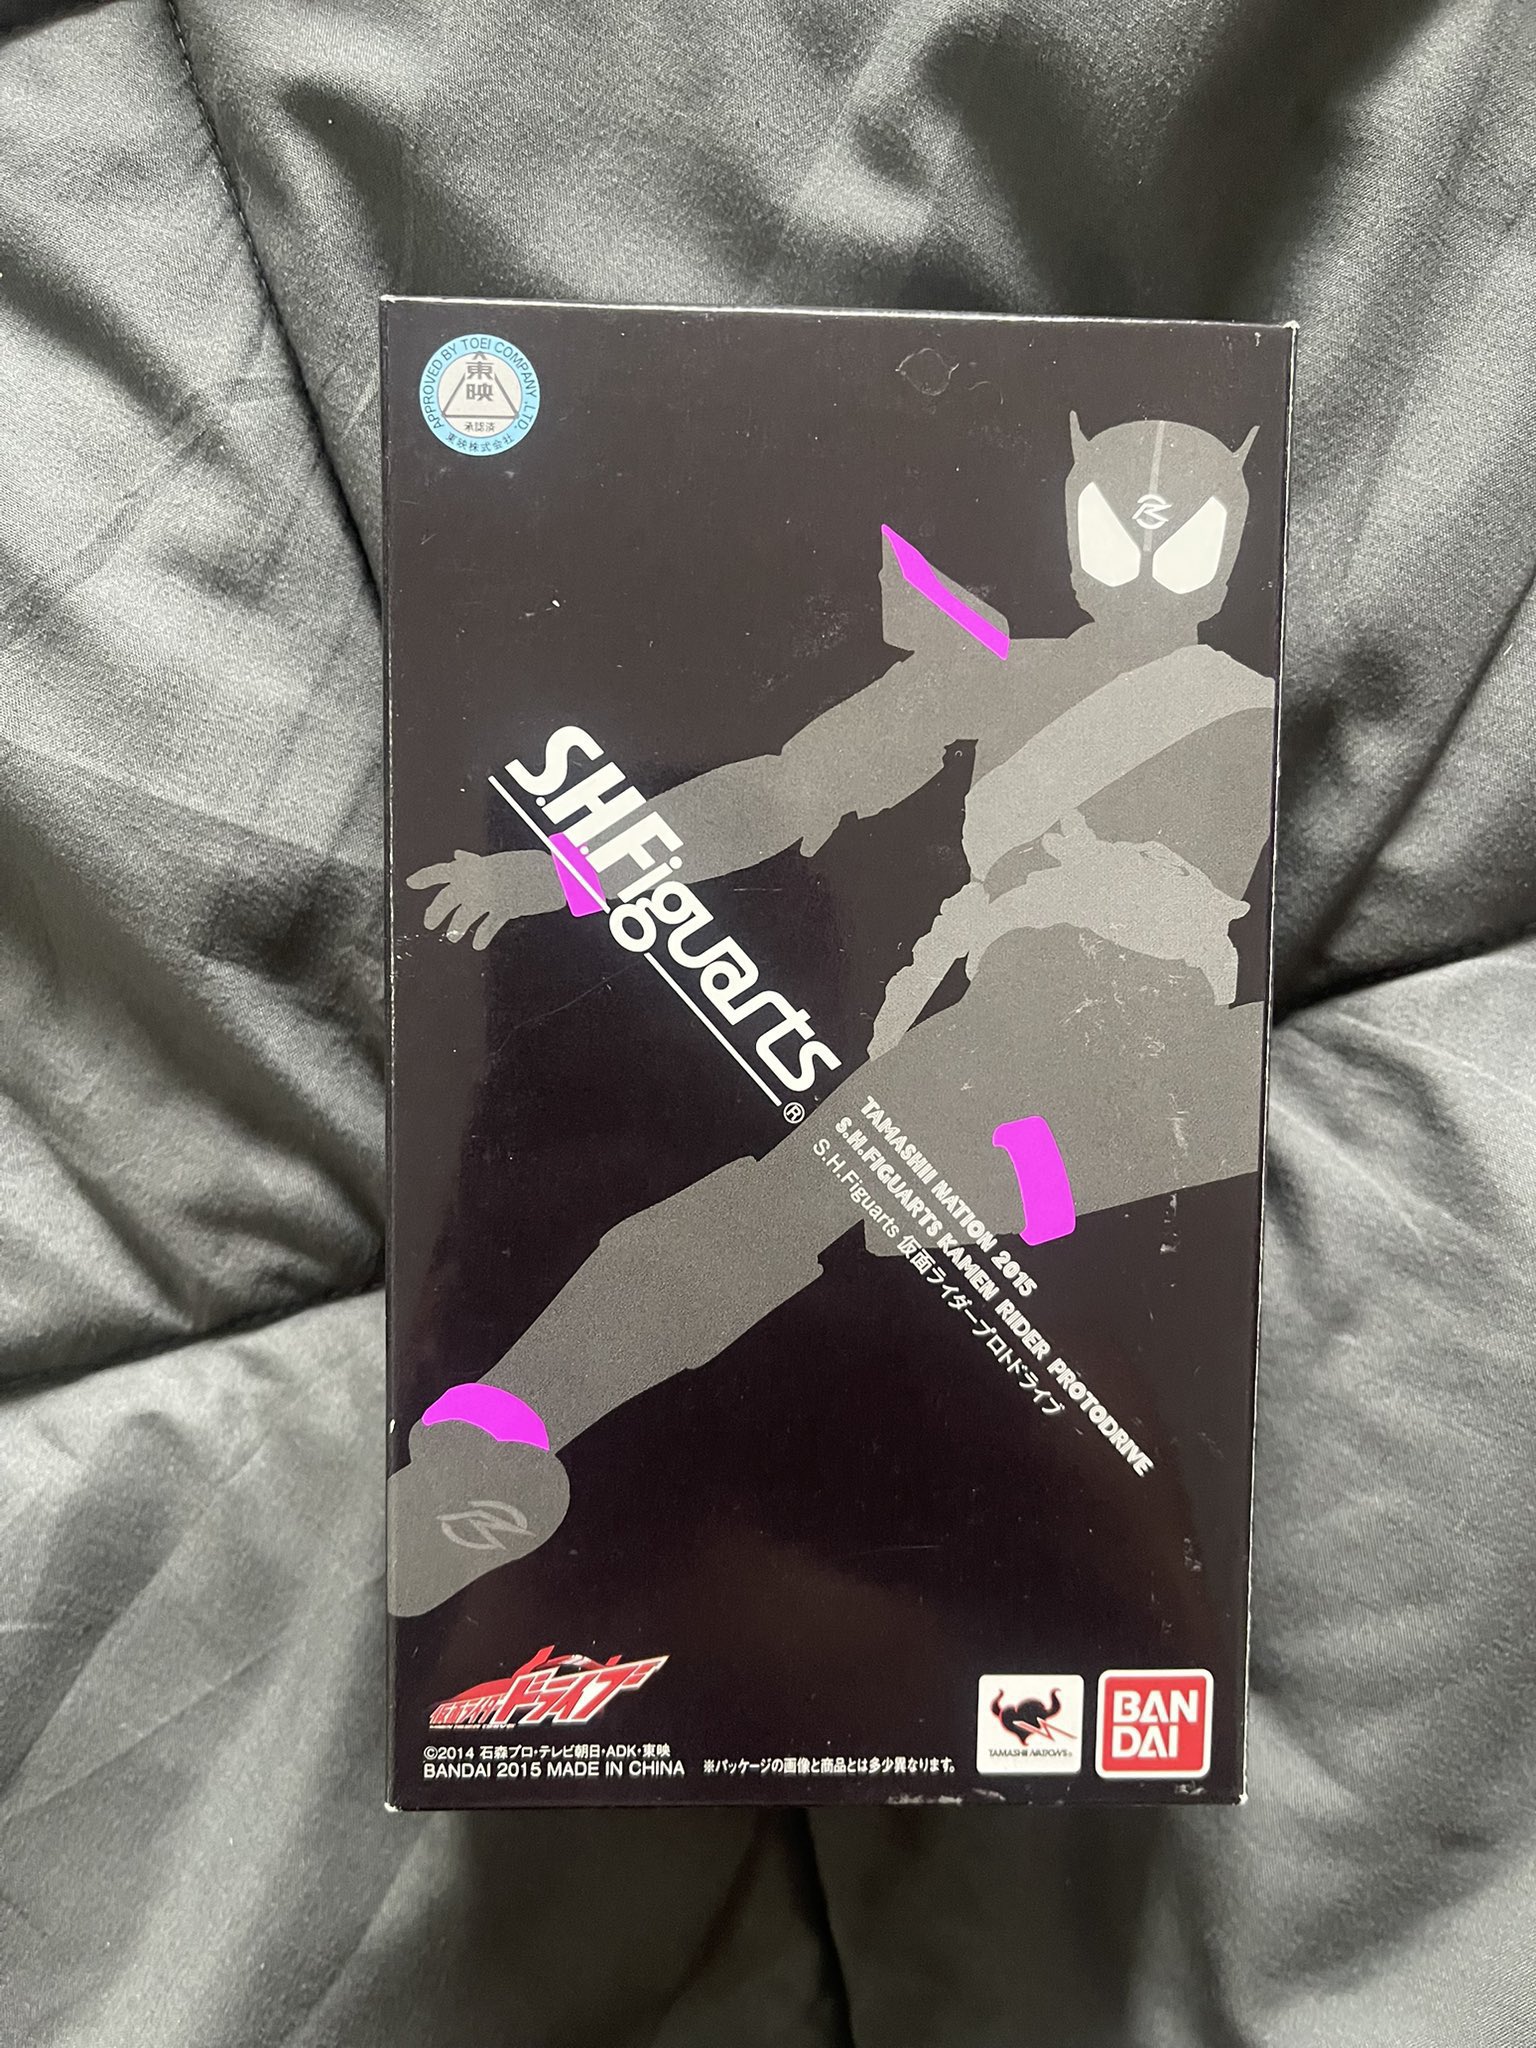 APPROVED BY TOEI COMPANY, LTD.
東映
承認済
東映株式会社
S.H.Figuarts®
TAMASHII NATION 2015
S.H.FIGUARTS KAMEN RIDER PROTODRIVE
S.H.Figuarts 仮面ライダープロトドライブ
仮面ライダードライブ
KAMEN RIDER DRIVE
©2014 石森プロ・テレビ朝日・ADK・東映
BANDAI 2015 MADE IN CHINA
※パッケージの画像と商品とは多少異なります。
TAMASHII NATIONS®
BAN
DAI